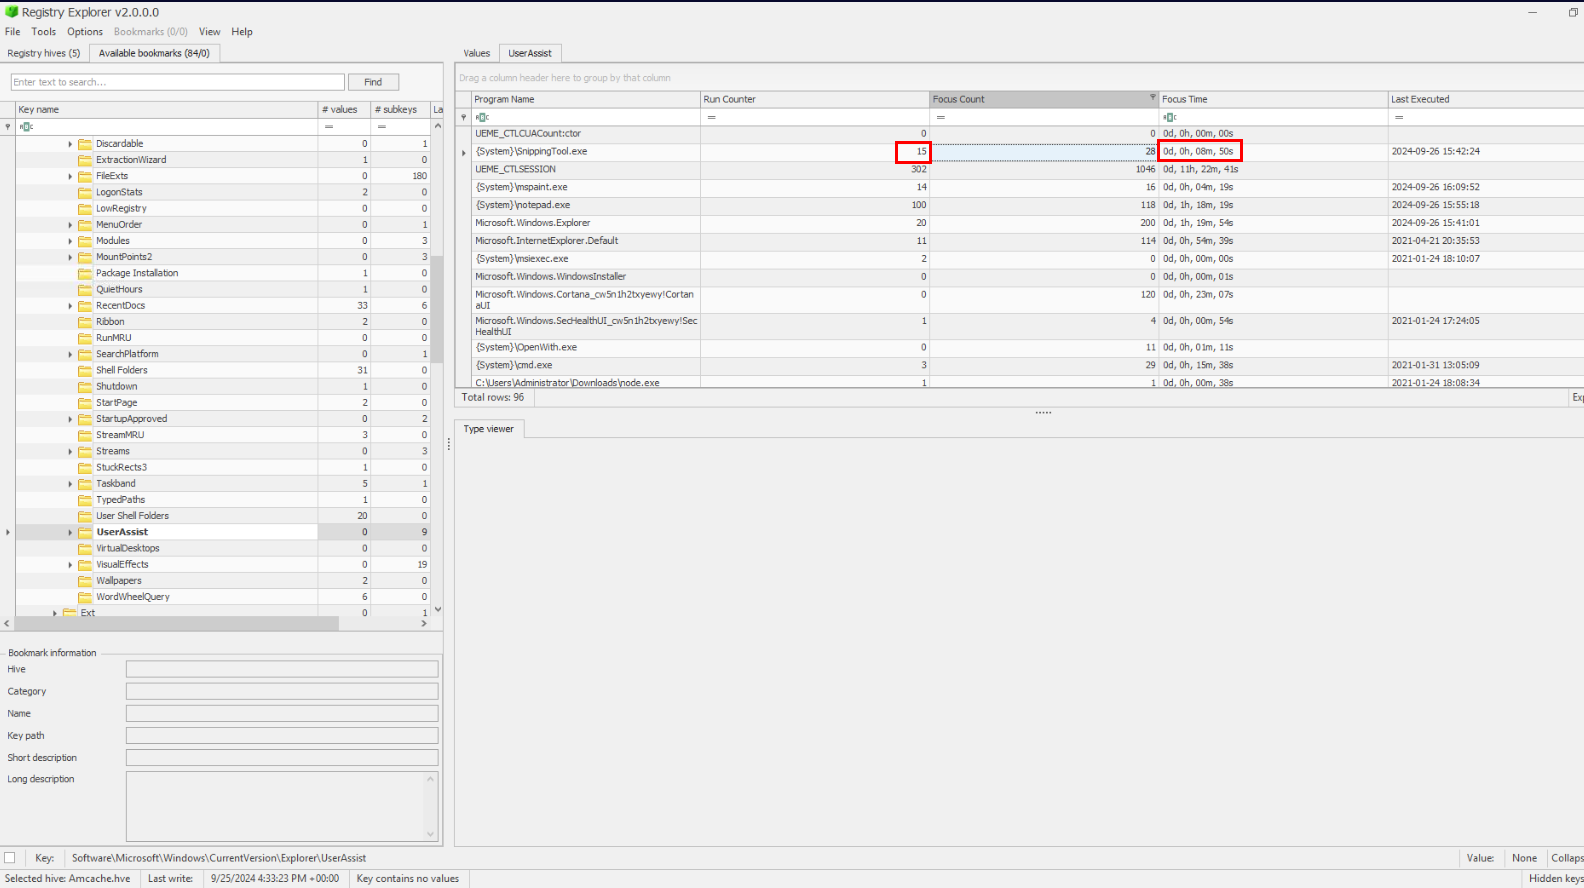 Registry Explorer v2.0.0.0
File Tools Options Bookmarks (0/0) View Help
Registry hives (5) Available bookmarks (84/0)
Enter text to search... Find
Key name # values # subkeys La
= =
Discardable 0 1
ExtractionWizard 1 0
FileExts 0 180
LogonStats 2 0
LowRegistry 0 0
MenuOrder 0 1
Modules 0 3
MountPoints2 0 3
Package Installation 1 0
QuietHours 1 0
RecentDocs 33 6
Ribbon 2 0
RunMRU 0 0
SearchPlatform 0 1
Shell Folders 31 0
Shutdown 1 0
StartPage 2 0
StartupApproved 0 2
StreamMRU 3 0
Streams 0 3
StuckRects3 1 0
Taskband 5 1
TypedPaths 1 0
User Shell Folders 20 0
UserAssist 0 9
VirtualDesktops 0 0
VisualEffects 0 19
Wallpapers 2 0
WordWheelQuery 6 0
Ext 0 1
Bookmark information
Hive
Category
Name
Key path
Short description
Long description
Values UserAssist
Drag a column header here to group by that column
Program Name Run Counter Focus Count Focus Time Last Executed
= = =
UEME_CTLCUACount:ctor 0 0 0d, 0h, 00m, 00s
{System}\SnippingTool.exe 15 28 0d, 0h, 08m, 50s 2024-09-26 15:42:24
UEME_CTLSESSION 302 1046 0d, 11h, 22m, 41s
{System}\mspaint.exe 14 16 0d, 0h, 04m, 19s 2024-09-26 16:09:52
{System}\notepad.exe 100 118 0d, 1h, 18m, 19s 2024-09-26 15:55:18
Microsoft.Windows.Explorer 20 200 0d, 1h, 19m, 54s 2024-09-26 15:41:01
Microsoft.InternetExplorer.Default 11 114 0d, 0h, 54m, 39s 2021-04-21 20:35:53
{System}\msiexec.exe 2 0 0d, 0h, 00m, 00s 2021-01-24 18:10:07
Microsoft.Windows.WindowsInstaller 0 0 0d, 0h, 00m, 01s
Microsoft.Windows.Cortana_cw5n1h2txyewy!Cortan 0 120 0d, 0h, 23m, 07s
aUI
Microsoft.Windows.SecHealthUI_cw5n1h2txyewy!Sec 1 4 0d, 0h, 00m, 54s 2021-01-24 17:24:05
HealthUI
{System}\OpenWith.exe 0 11 0d, 0h, 01m, 11s
{System}\cmd.exe 3 29 0d, 0h, 15m, 38s 2021-01-31 13:05:09
C:\Users\Administrator\Downloads\node.exe 1 1 0d, 0h, 00m, 38s 2021-01-24 18:08:34
Total rows: 96 Exp
Type viewer
Key: Software\Microsoft\Windows\CurrentVersion\Explorer\UserAssist Value: None Collaps
Selected hive: Amcache.hve Last write: 9/25/2024 4:33:23 PM +00:00 Key contains no values Hidden keys